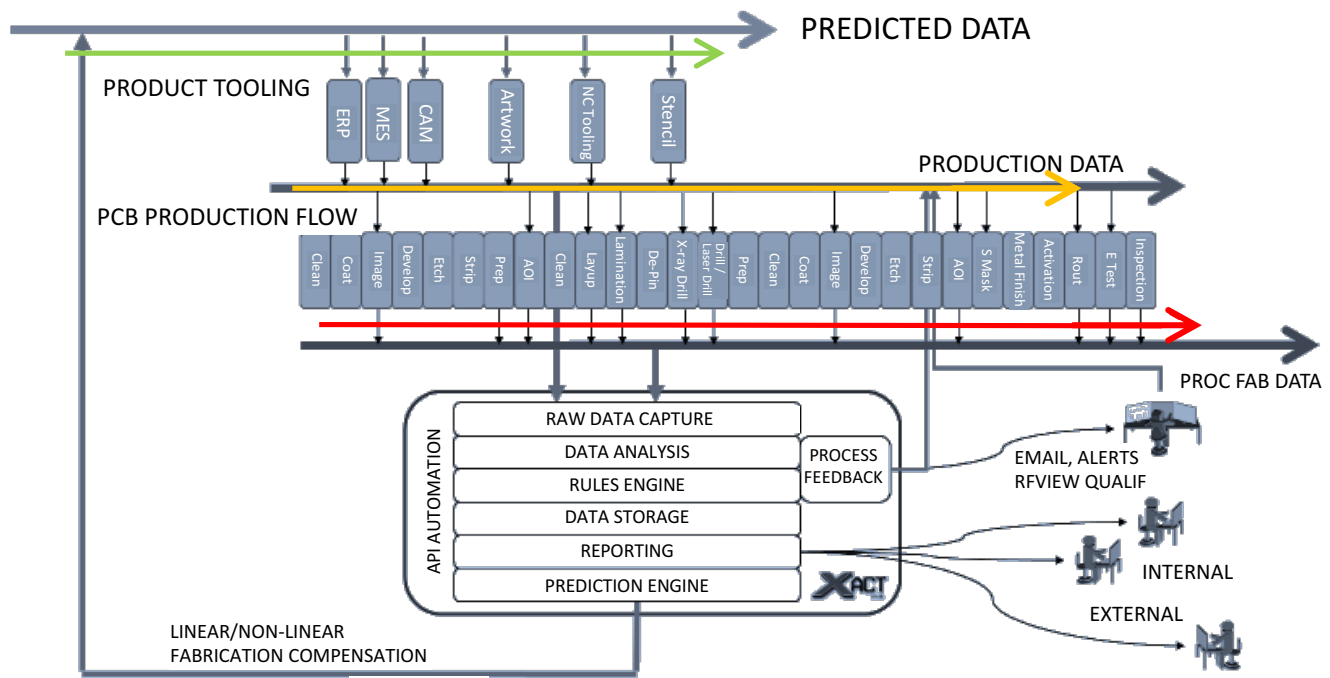 PREDICTED DATA
PRODUCT TOOLING
ERP
MES
CAM
Artwork
NC Tooling
Stencil
PRODUCTION DATA
PCB PRODUCTION FLOW
Clean
Coat
Image
Develop
Etch
Strip
Prep
AOI
Clean
Layup
Lamination
De-Pin
X-ray Drill
Drill /
Laser Drill
Prep
Clean
Coat
Image
Develop
Etch
Strip
AOI
S Mask
Metal Finish
Activation
Rout
E Test
Inspection
PROC FAB DATA
API AUTOMATION
RAW DATA CAPTURE
DATA ANALYSIS
RULES ENGINE
DATA STORAGE
REPORTING
PREDICTION ENGINE
PROCESS
FEEDBACK
XACT
EMAIL, ALERTS
RFVIEW QUALIF
INTERNAL
EXTERNAL
LINEAR/NON-LINEAR
FABRICATION COMPENSATION